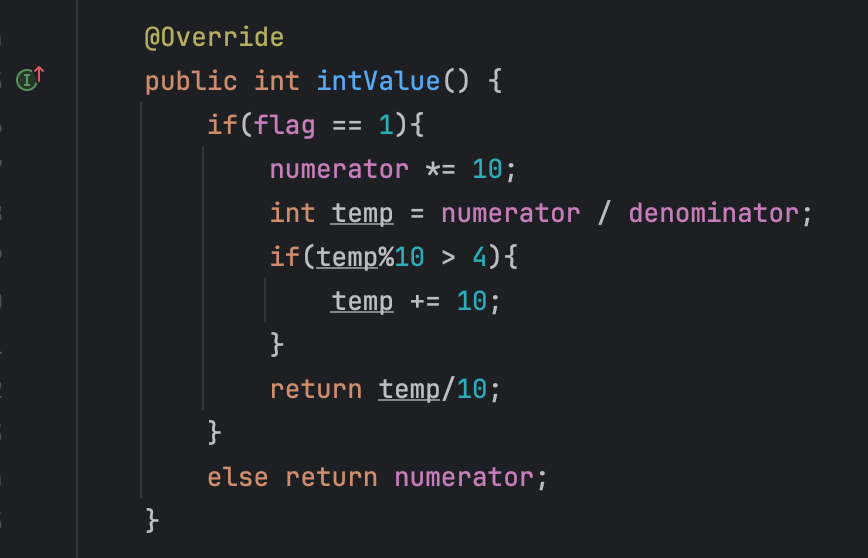 @Override
public int intValue() {
if(flag == 1){
numerator *= 10;
int temp = numerator / denominator;
if(temp%10 > 4){
temp += 10;
}
return temp/10;
}
else return numerator;
}